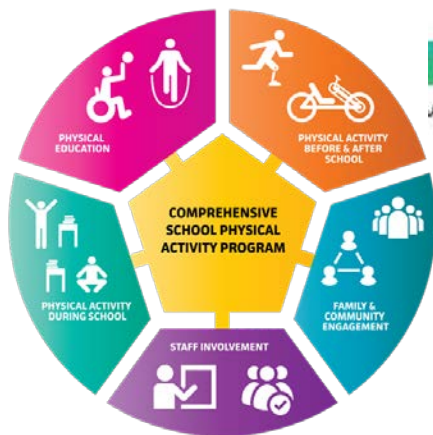 PHYSICAL
EDUCATION
PHYSICAL ACTIVITY
BEFORE & AFTER
SCHOOL
COMPREHENSIVE
SCHOOL PHYSICAL
ACTIVITY PROGRAM
PHYSICAL ACTIVITY
DURING SCHOOL
FAMILY &
COMMUNITY
ENGAGEMENT
STAFF INVOLVEMENT